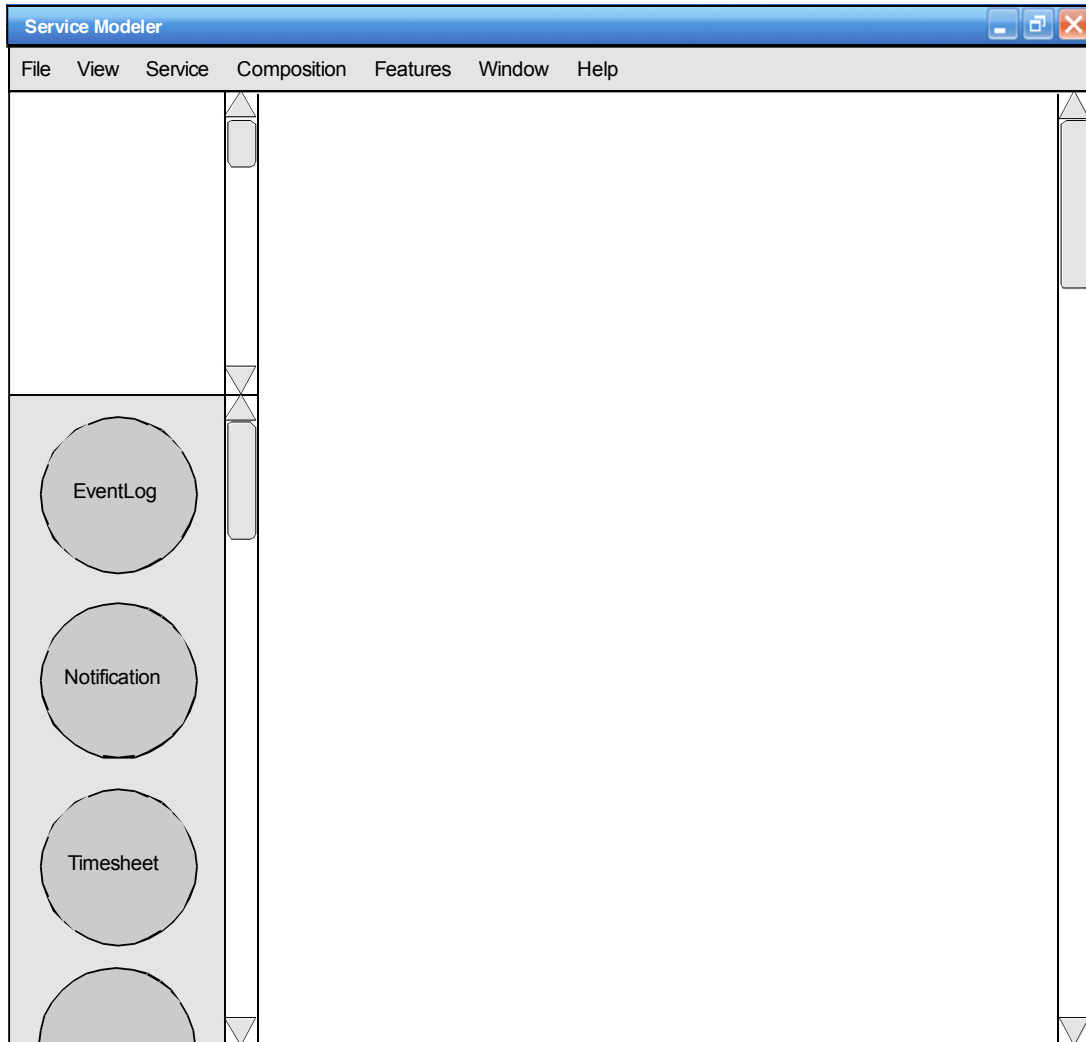 Service Modeler
File View Service Composition Features Window Help
EventLog
Notification
Timesheet